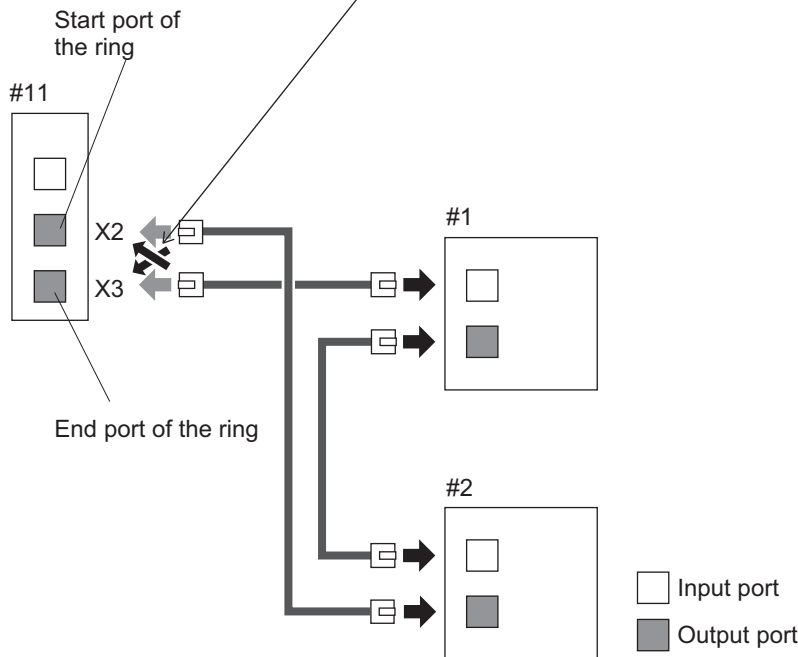 Start port of
the ring
#11
X2
X3
End port of the ring
#1
#2
Input port
Output port